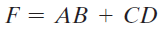 F = AB + CD